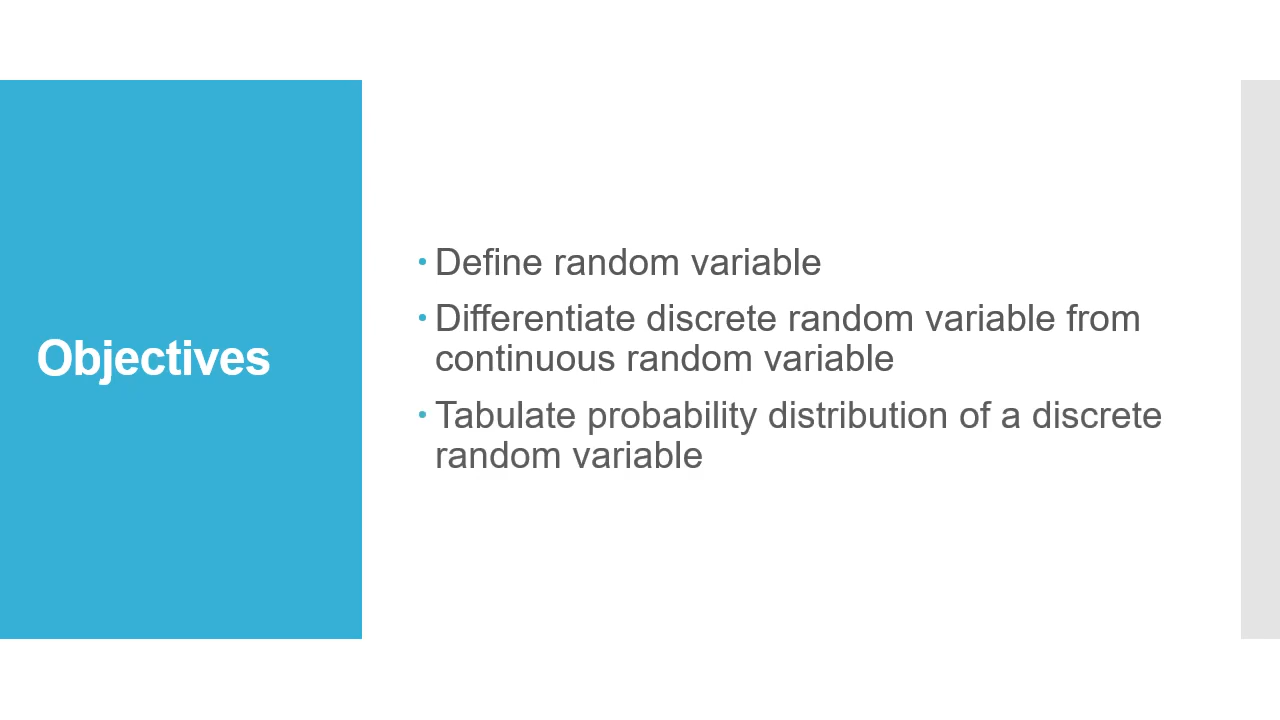 Objectives
• Define random variable
• Differentiate discrete random variable from
continuous random variable
• Tabulate probability distribution of a discrete
random variable